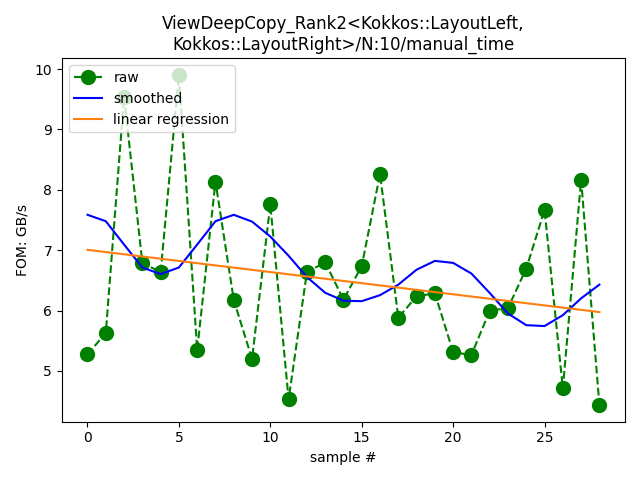 ViewDeepCopy_Rank2<Kokkos::LayoutLeft,
Kokkos::LayoutRight>/N:10/manual_time
raw
smoothed
linear regression
FOM: GB/s
10
9
8
7
6
5
0 5 10 15 20 25
sample #